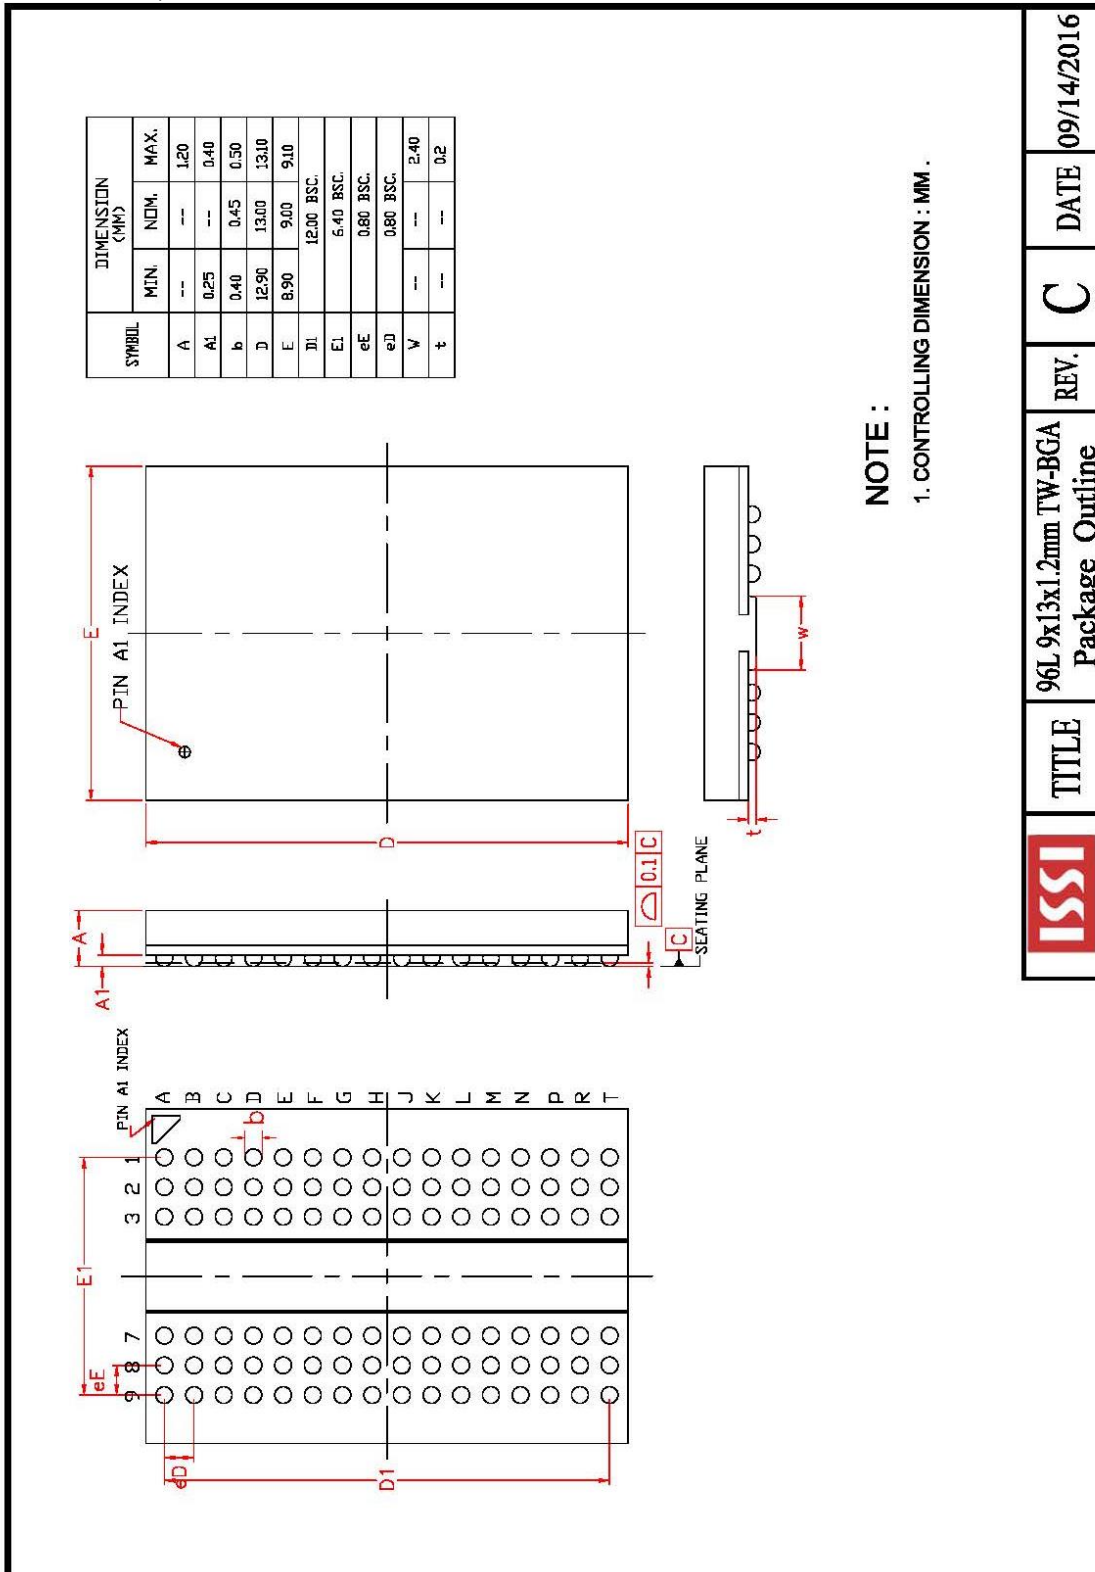 SYMBOL DIMENSION (MM)
MIN. NOM. MAX.
A -- -- 1.20
A1 0.25 -- 0.40
b 0.40 0.45 0.50
D 12.90 13.00 13.10
E 8.90 9.00 9.10
D1 12.00 BSC.
E1 6.40 BSC.
eE 0.80 BSC.
eD 0.80 BSC.
W -- -- 2.40
t -- -- 0.2
E
PIN A1 INDEX
D
w
t
A
A1
0.1 C
C
SEATING PLANE
PIN A1 INDEX
E1
eE
9 8 7 3 2 1
A
B
C
D
E
F
G
H
J
K
L
M
N
P
R
T
b
eD
D1
NOTE :
1. CONTROLLING DIMENSION : MM .
ISSI
TITLE
96L 9x13x1.2mm TW-BGA
Package Outline
REV.
C
DATE
09/14/2016